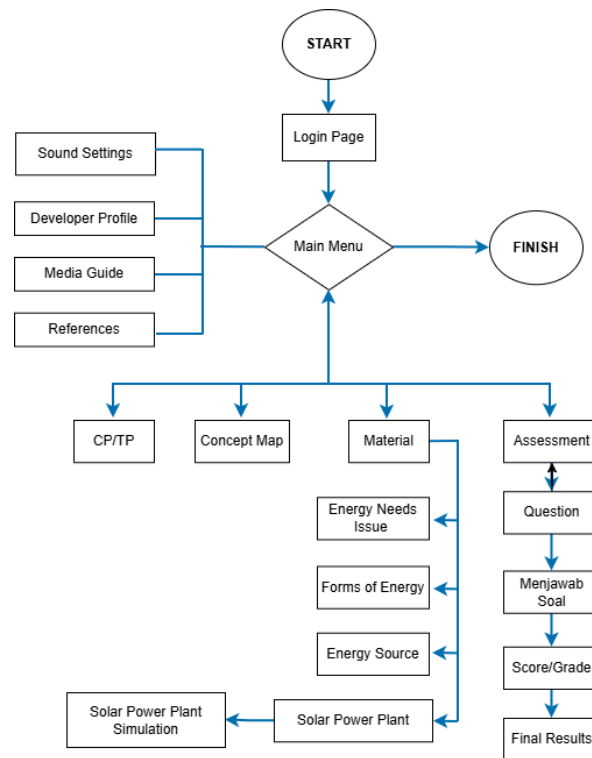 START
Login Page
Sound Settings
Developer Profile
Main Menu
FINISH
Media Guide
References
CP/TP
Concept Map
Material
Assessment
Energy Needs
Issue
Question
Forms of Energy
Menjawab
Soal
Energy Source
Score/Grade
Solar Power Plant
Simulation
Solar Power Plant
Final Results